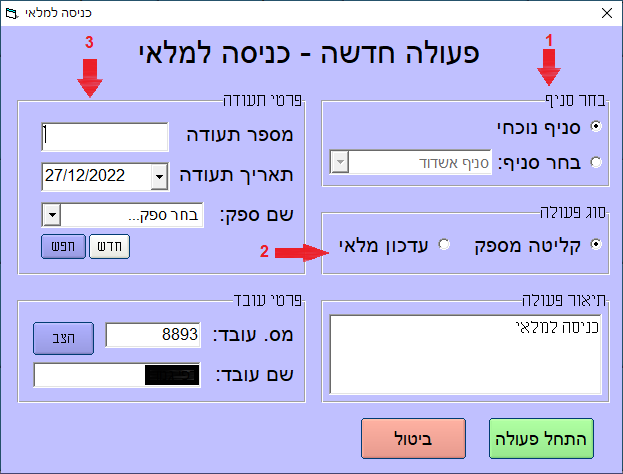 כניסה למלאי
פעולה חדשה - כניסה למלאי
1
3
בחר סניף
סניף נוכחי
בחר סניף: סניף אשדוד
סוג פעולה
קליטה מספק עדכון מלאי
2
תיאור פעולה
כניסה למלאי
פרטי תעודה
מספר תעודה
תאריך תעודה 27/12/2022
שם ספק: בחר ספק...
חדש חפש
פרטי עובד
מס. עובד: 8893 הצב
שם עובד:
התחל פעולה ביטול